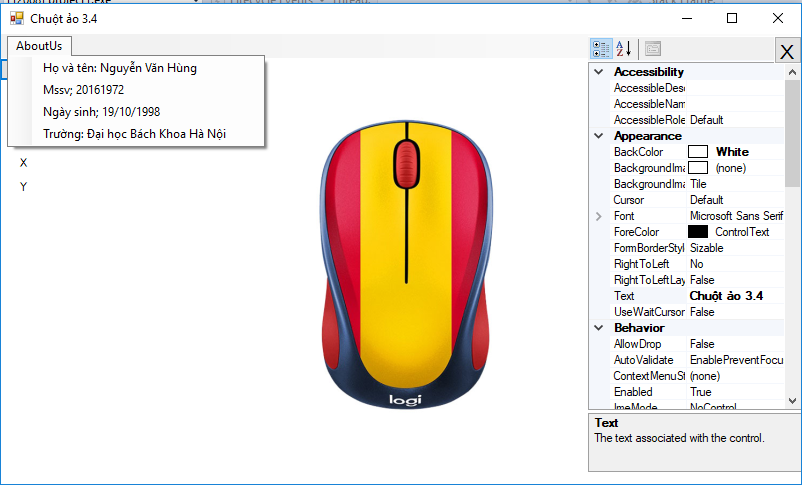 Chuột ảo 3.4
AboutUs
Họ và tên: Nguyễn Văn Hùng
Mssv; 20161972
Ngày sinh; 19/10/1998
Trường: Đại học Bách Khoa Hà Nội
X
Y
logi
X
Accessibility
AccessibleDes
AccessibleNam
AccessibleRole Default
Appearance
BackColor White
BackgroundIma (none)
BackgroundIma Tile
Cursor Default
Font Microsoft Sans Serif
ForeColor ControlText
FormBorderStyl Sizable
RightToLeft No
RightToLeftLay False
Text Chuột ảo 3.4
UseWaitCursor False
Behavior
AllowDrop False
AutoValidate EnablePreventFocu
ContextMenuSt (none)
Enabled True
ImeMode NoControl
Text
The text associated with the control.